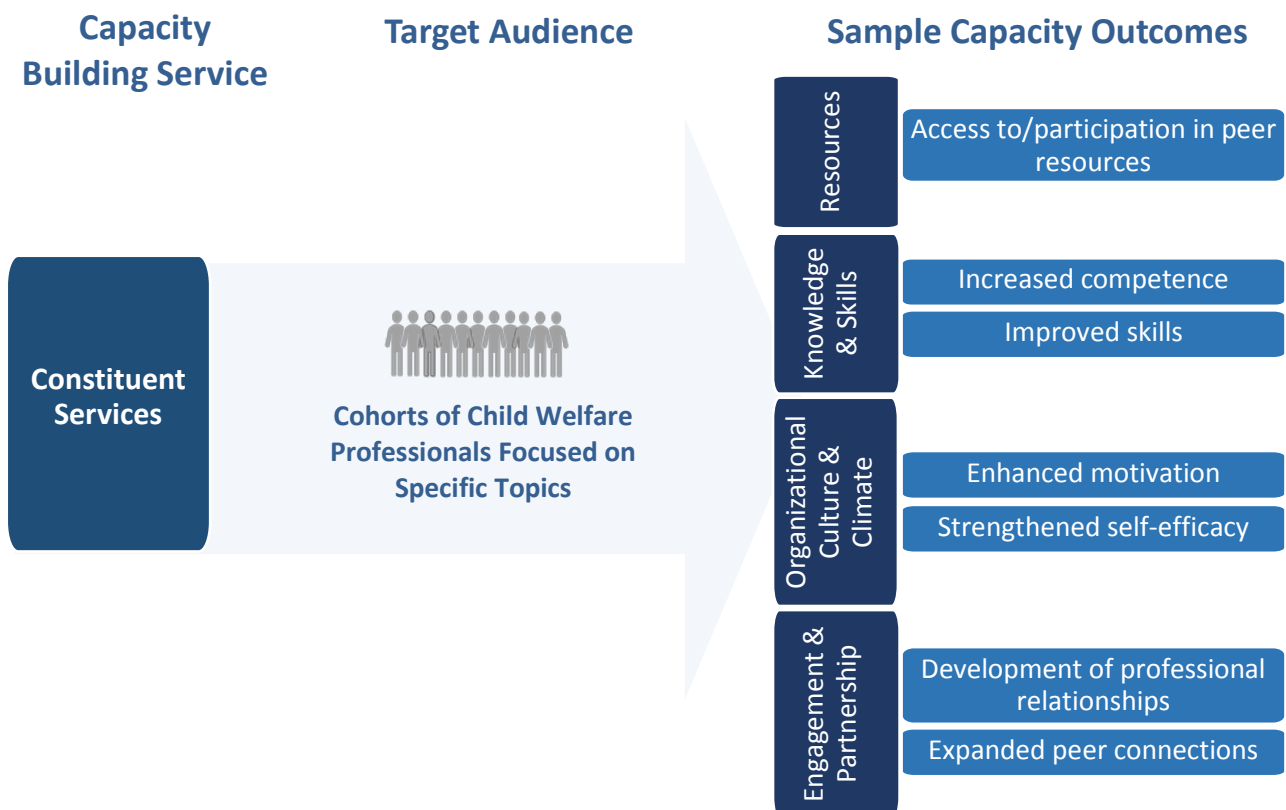 Capacity
Building Service
Target Audience
Sample Capacity Outcomes
Constituent
Services
Cohorts of Child Welfare
Professionals Focused on
Specific Topics
Resources
Access to/participation in peer
resources
Knowledge
& Skills
Increased competence
Improved skills
Organizational
Culture &
Climate
Enhanced motivation
Strengthened self-efficacy
Engagement &
Partnership
Development of professional
relationships
Expanded peer connections